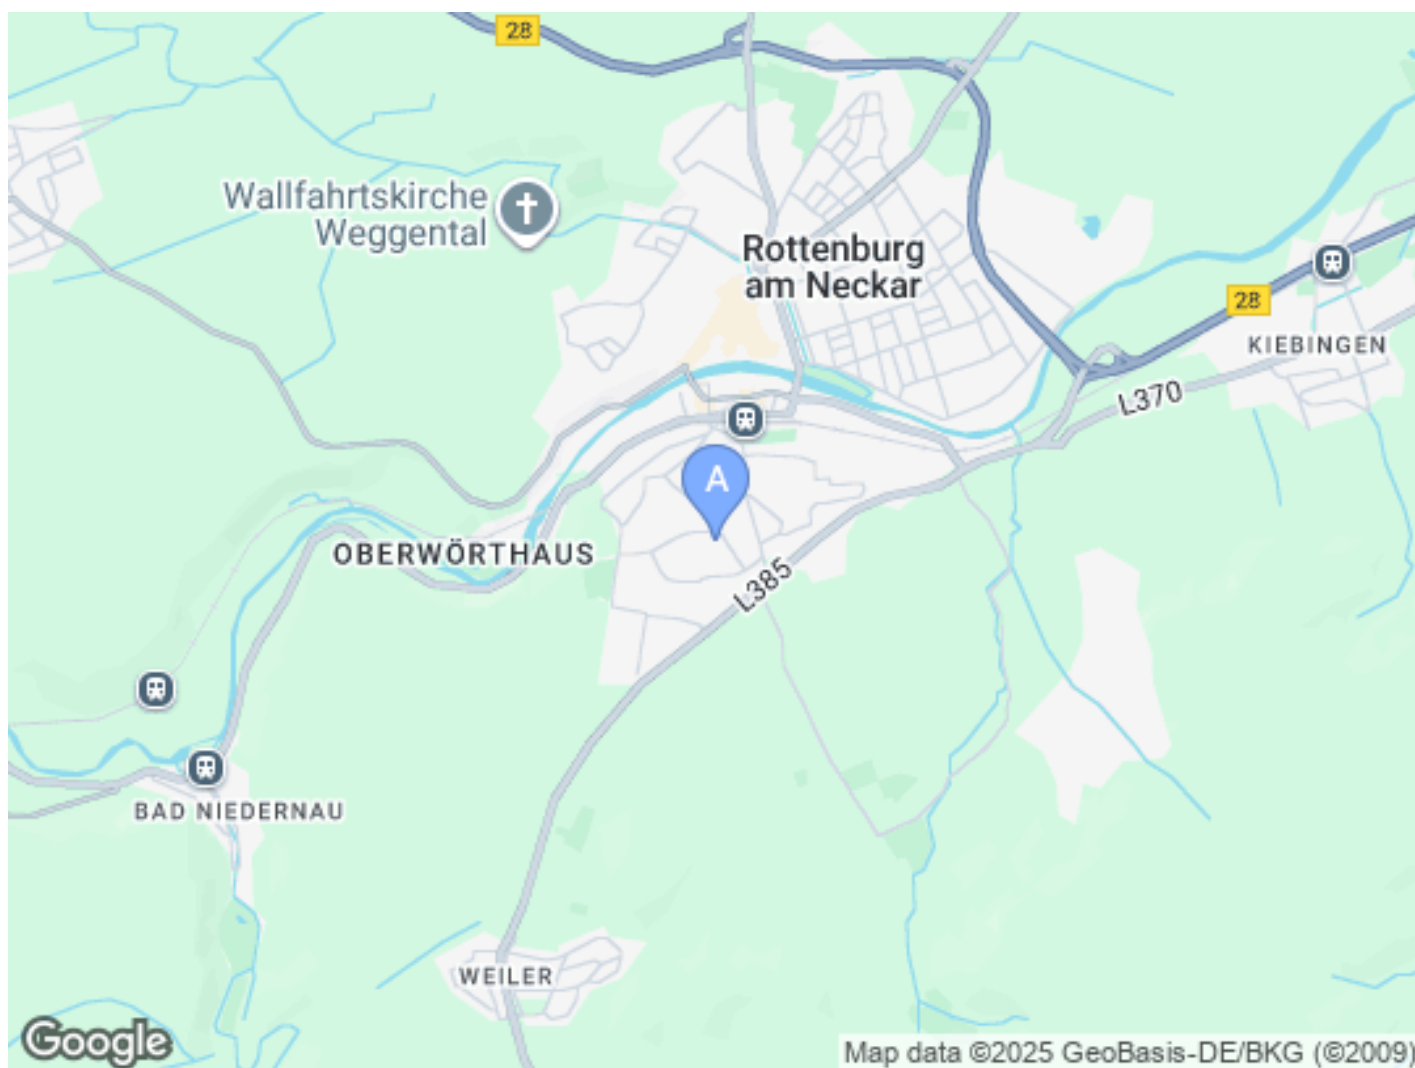 28
Wallfahrtskirche
Weggental
Rottenburg
am Neckar
28
KIEBINGEN
L370
A
OBERWÖRTHAUS
L385
BAD NIEDERNAU
WEILER
Google
Map data ©2025 GeoBasis-DE/BKG (©2009)